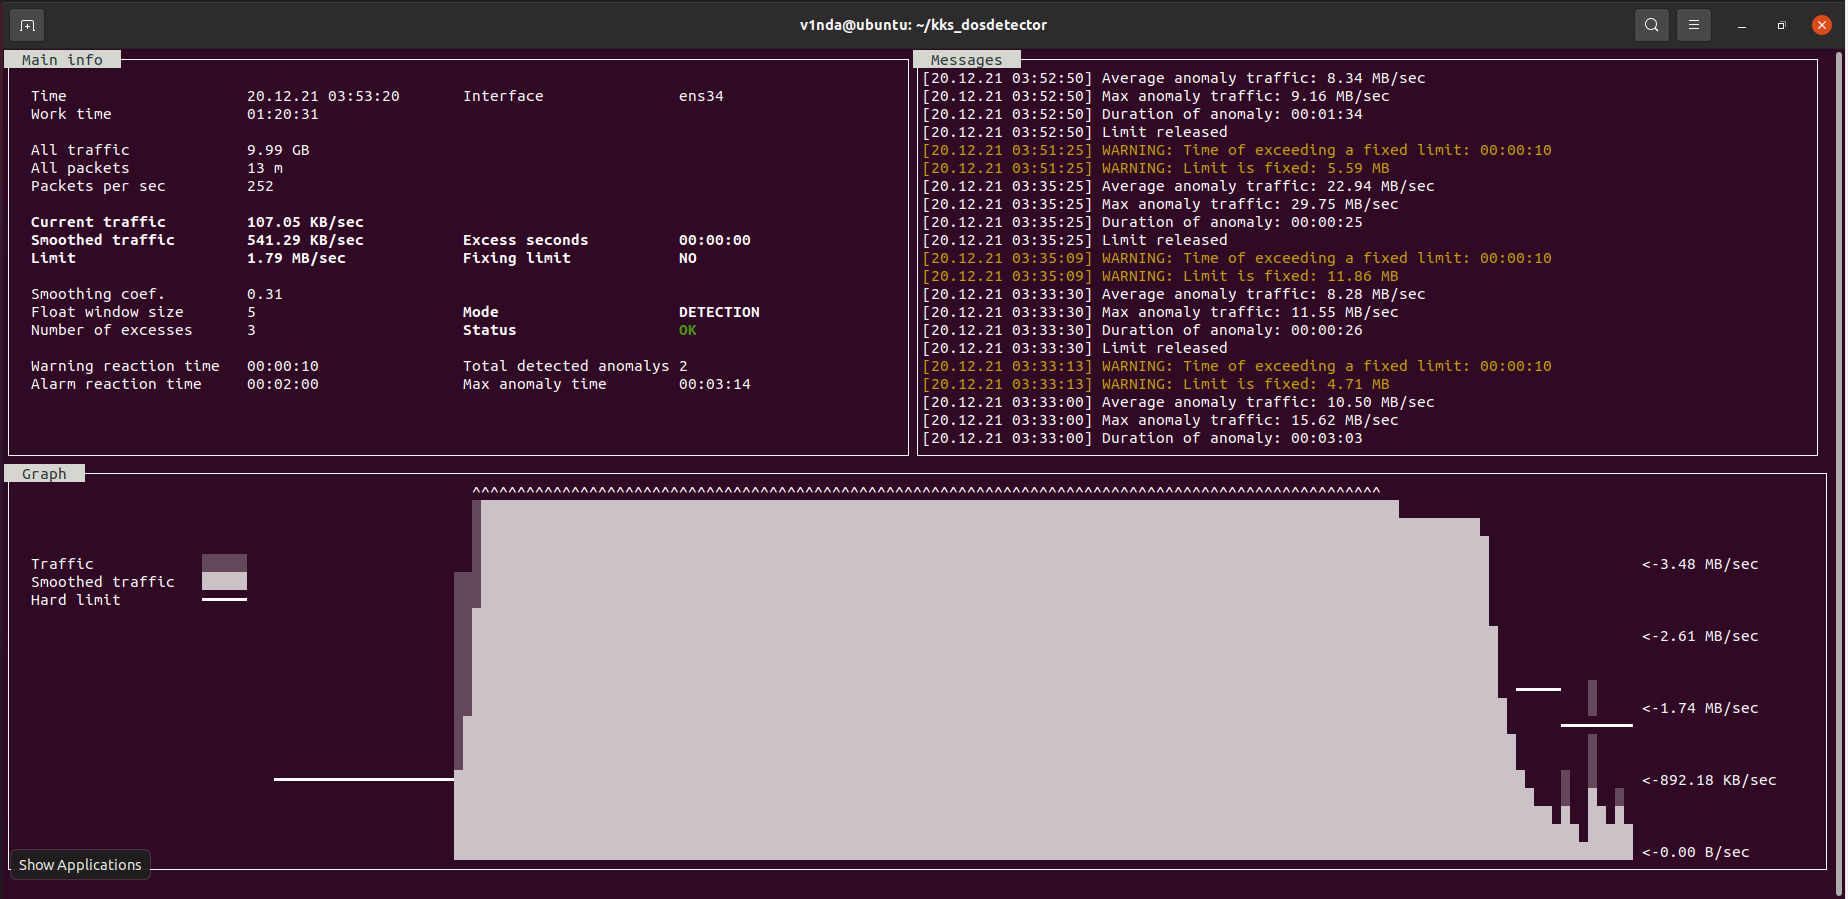 v1nda@ubuntu: ~/kks_dosdetector
Main info
Time 20.12.21 03:53:20 Interface ens34
Work time 01:20:31
All traffic 9.99 GB
All packets 13 m
Packets per sec 252
Current traffic 107.05 KB/sec
Smoothed traffic 541.29 KB/sec Excess seconds 00:00:00
Limit 1.79 MB/sec Fixing limit NO
Smoothing coef. 0.31
Float window size 5 Mode DETECTION
Number of excesses 3 Status OK
Warning reaction time 00:00:10 Total detected anomalys 2
Alarm reaction time 00:02:00 Max anomaly time 00:03:14
Messages
[20.12.21 03:52:50] Average anomaly traffic: 8.34 MB/sec
[20.12.21 03:52:50] Max anomaly traffic: 9.16 MB/sec
[20.12.21 03:52:50] Duration of anomaly: 00:01:34
[20.12.21 03:52:50] Limit released
[20.12.21 03:51:25] WARNING: Time of exceeding a fixed limit: 00:00:10
[20.12.21 03:51:25] WARNING: Limit is fixed: 5.59 MB
[20.12.21 03:35:25] Average anomaly traffic: 22.94 MB/sec
[20.12.21 03:35:25] Max anomaly traffic: 29.75 MB/sec
[20.12.21 03:35:25] Duration of anomaly: 00:00:25
[20.12.21 03:35:25] Limit released
[20.12.21 03:35:09] WARNING: Time of exceeding a fixed limit: 00:00:10
[20.12.21 03:35:09] WARNING: Limit is fixed: 11.86 MB
[20.12.21 03:33:30] Average anomaly traffic: 8.28 MB/sec
[20.12.21 03:33:30] Max anomaly traffic: 11.55 MB/sec
[20.12.21 03:33:30] Duration of anomaly: 00:00:26
[20.12.21 03:33:30] Limit released
[20.12.21 03:33:13] WARNING: Time of exceeding a fixed limit: 00:00:10
[20.12.21 03:33:13] WARNING: Limit is fixed: 4.71 MB
[20.12.21 03:33:00] Average anomaly traffic: 10.50 MB/sec
[20.12.21 03:33:00] Max anomaly traffic: 15.62 MB/sec
[20.12.21 03:33:00] Duration of anomaly: 00:03:03
Graph
Traffic
Smoothed traffic
Hard limit
<-3.48 MB/sec
<-2.61 MB/sec
<-1.74 MB/sec
<-892.18 KB/sec
<-0.00 B/sec
Show Applications